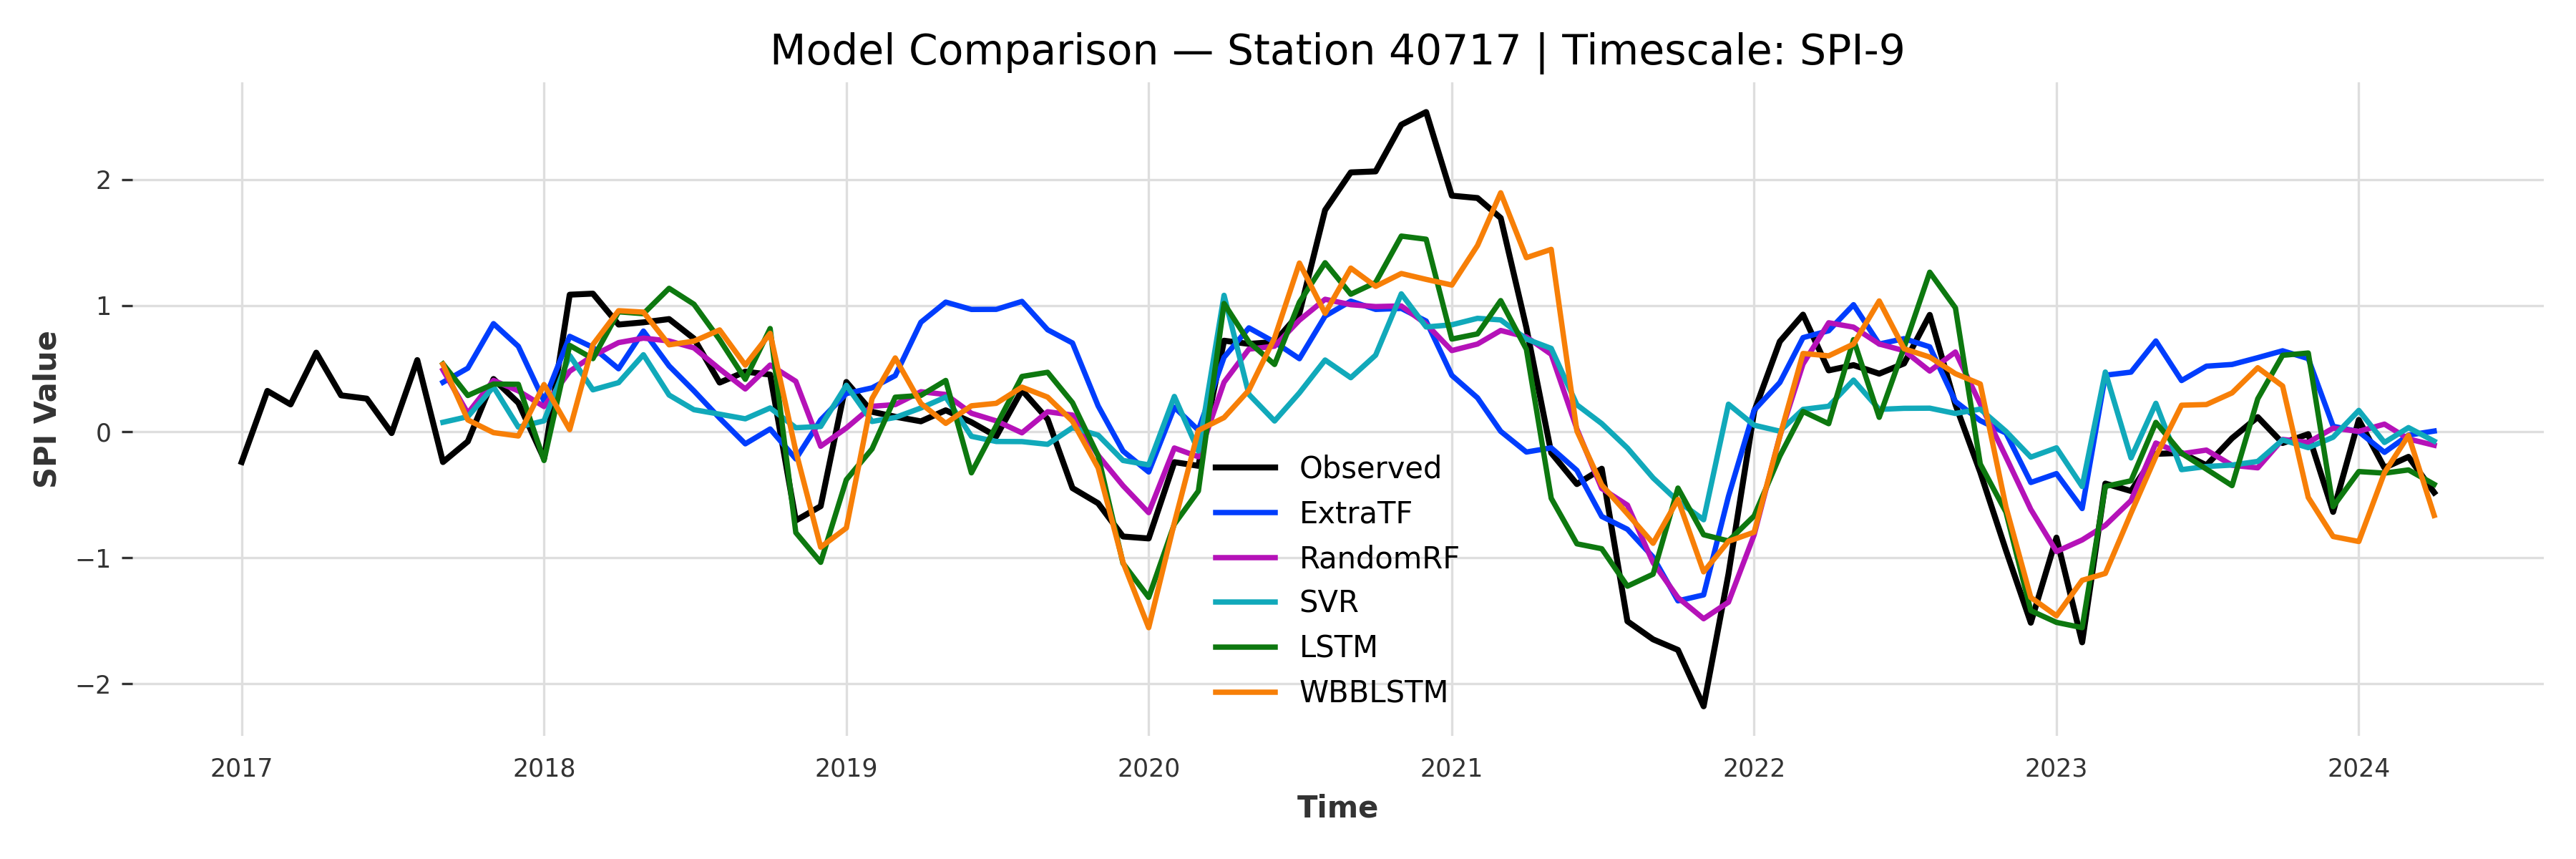 Model Comparison — Station 40717 | Timescale: SPI-9
SPI Value
2
1
0
−1
−2
Observed
ExtraTF
RandomRF
SVR
LSTM
WBBLSTM
2017 2018 2019 2020 2021 2022 2023 2024
Time